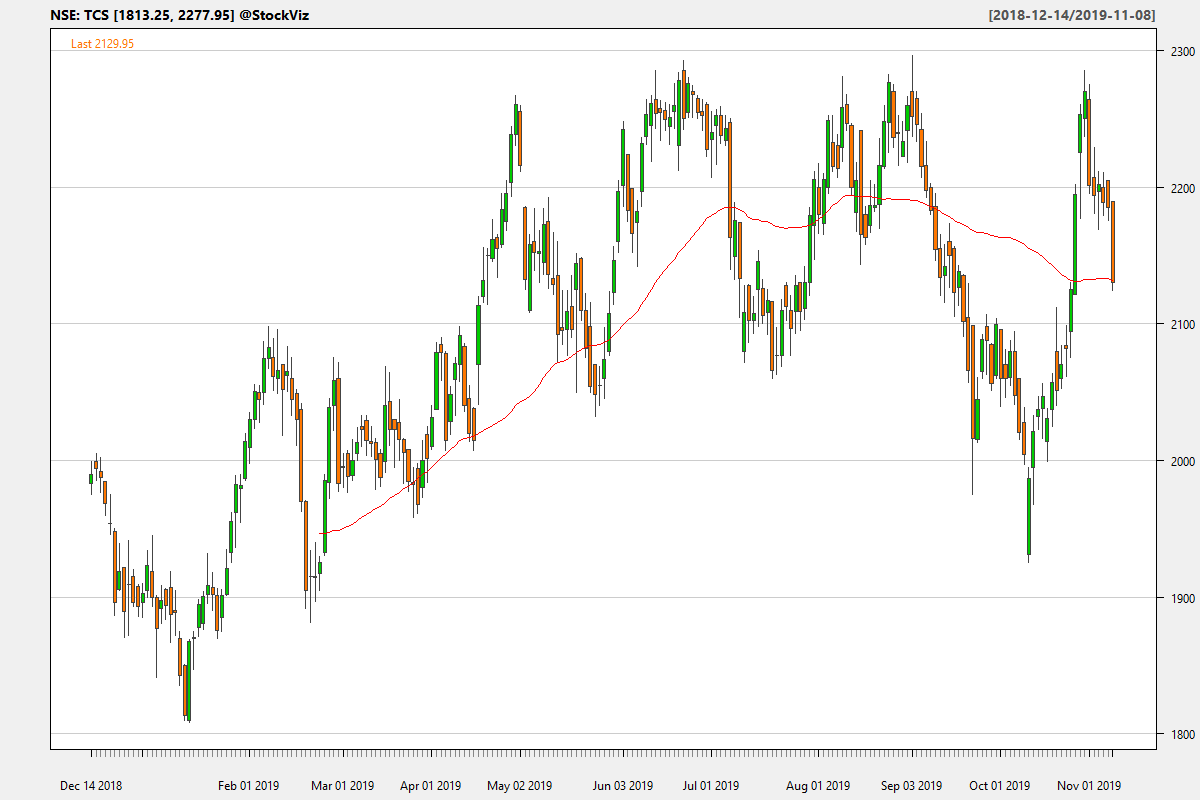 NSE: TCS [1813.25, 2277.95] @StockViz
[2018-12-14/2019-11-08]
Last 2129.95
2300
2200
2100
2000
1900
1800
Dec 14 2018 Feb 01 2019 Mar 01 2019 Apr 01 2019 May 02 2019 Jun 03 2019 Jul 01 2019 Aug 01 2019 Sep 03 2019 Oct 01 2019 Nov 01 2019